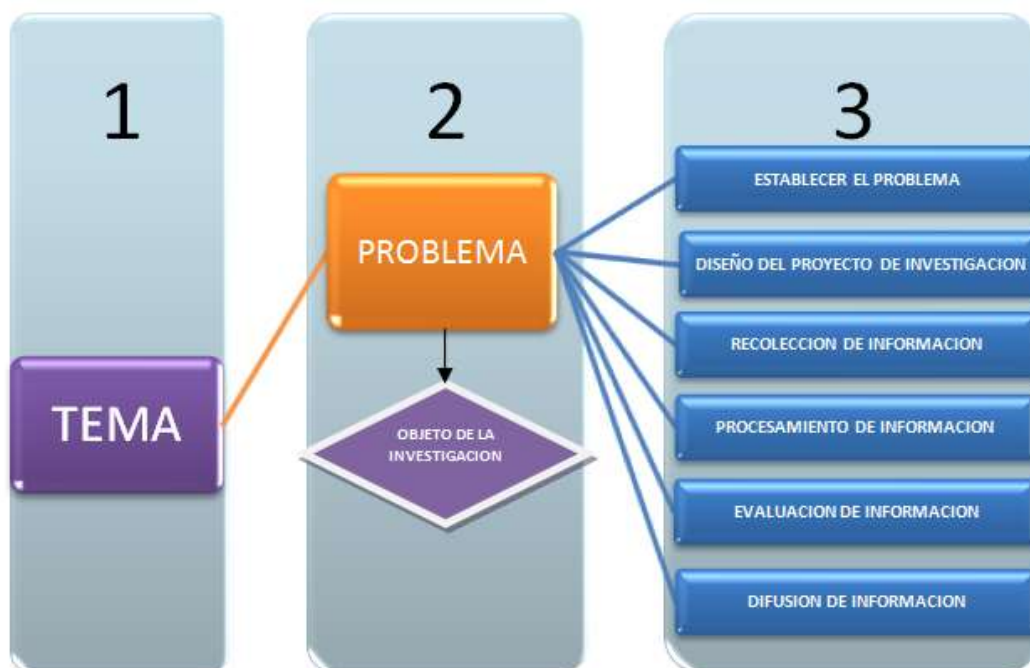 1
TEMA
2
PROBLEMA
OBJETO DE LA
INVESTIGACION
3
ESTABLECER EL PROBLEMA
DISEÑO DEL PROYECTO DE INVESTIGACION
RECOLECCION DE INFORMACION
PROCESAMIENTO DE INFORMACION
EVALUACION DE INFORMACION
DIFUSION DE INFORMACION